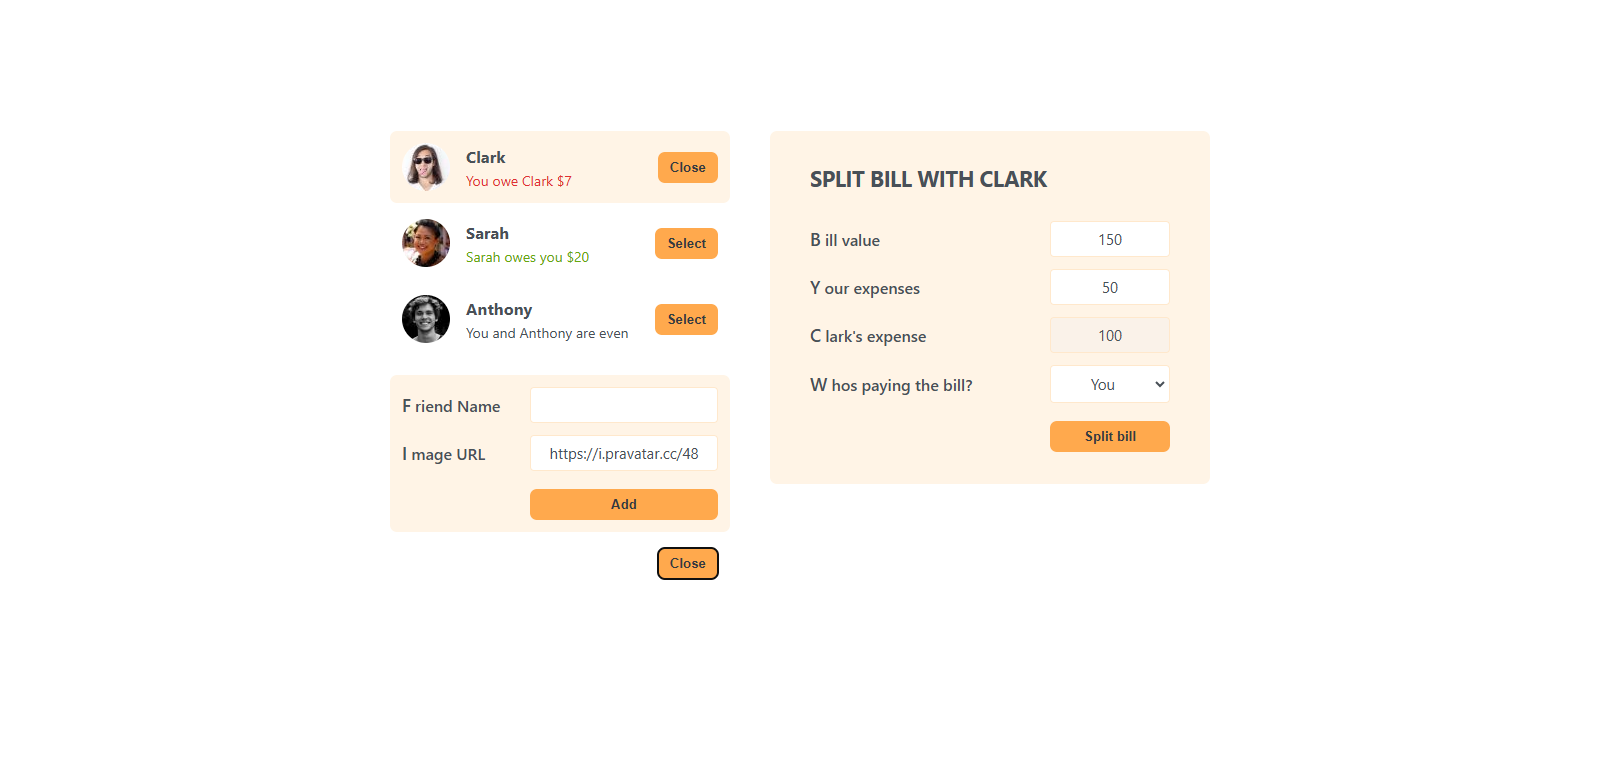 Clark
You owe Clark $7
Close
Sarah
Sarah owes you $20
Select
Anthony
You and Anthony are even
Select
F riend Name
I mage URL
https://i.pravatar.cc/48
Add
Close
SPLIT BILL WITH CLARK
B ill value
150
Y our expenses
50
C lark's expense
100
W hos paying the bill?
You
Split bill